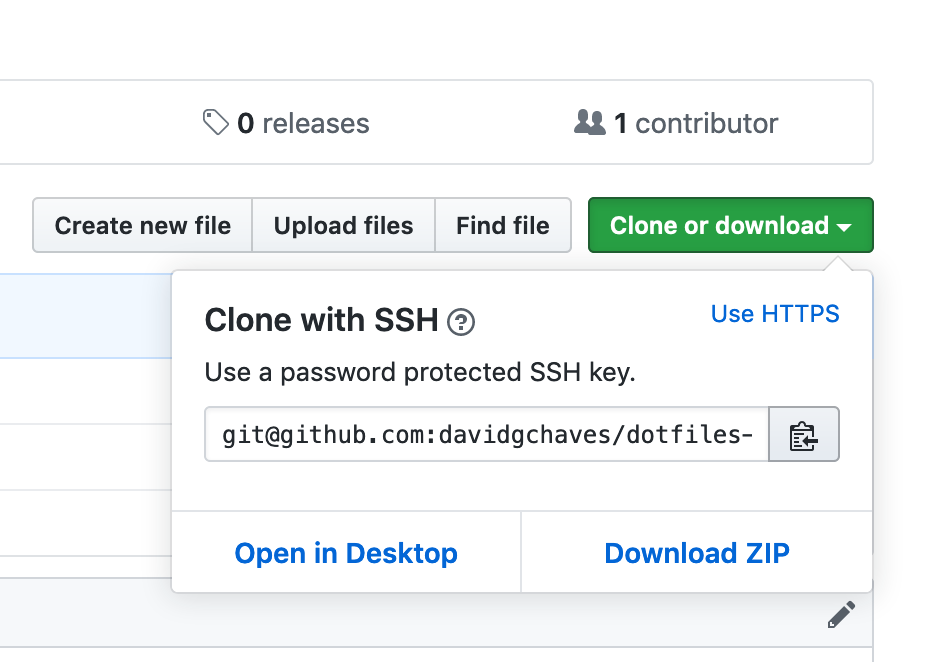 0 releases
1 contributor
Create new file
Upload files
Find file
Clone or download
Clone with SSH ?
Use HTTPS
Use a password protected SSH key.
git@github.com:davidgchaves/dotfiles-
Open in Desktop
Download ZIP